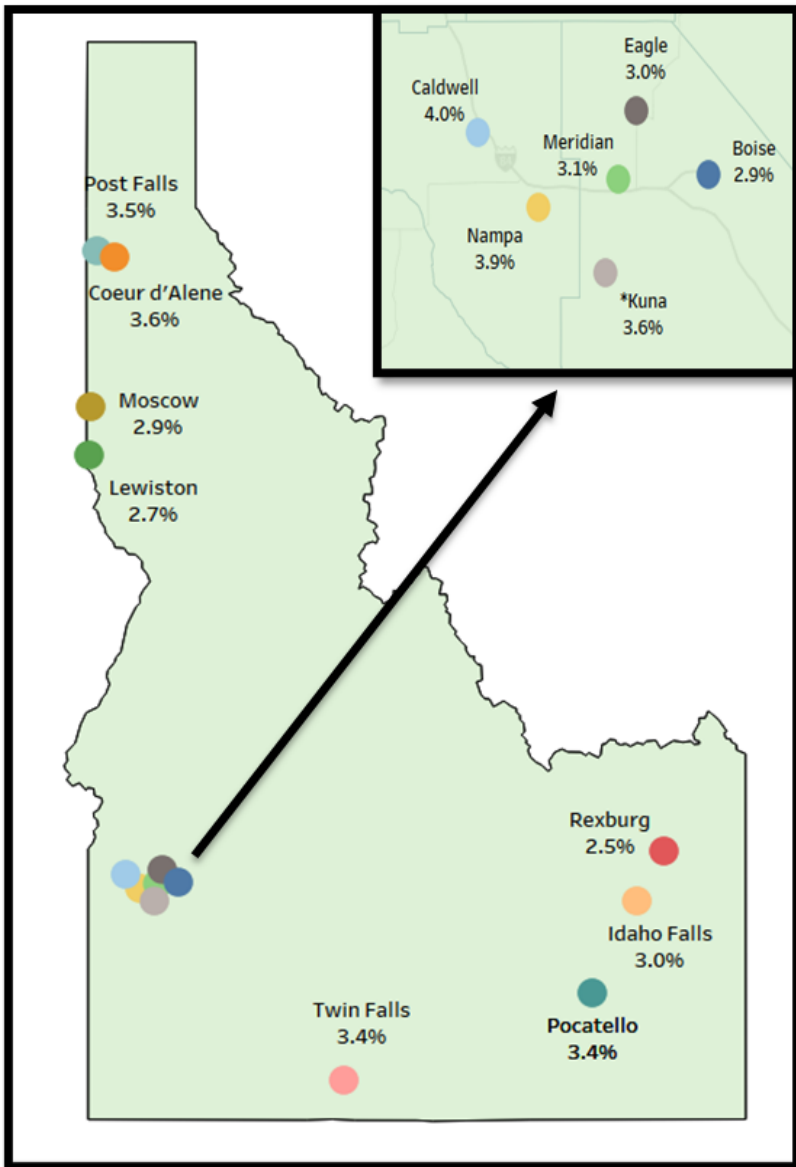 Eagle
3.0%
Caldwell
4.0%
Meridian
3.1%
Boise
2.9%
Nampa
3.9%
*Kuna
3.6%
Post Falls
3.5%
Coeur d'Alene
3.6%
Moscow
2.9%
Lewiston
2.7%
Rexburg
2.5%
Idaho Falls
3.0%
Twin Falls
3.4%
Pocatello
3.4%